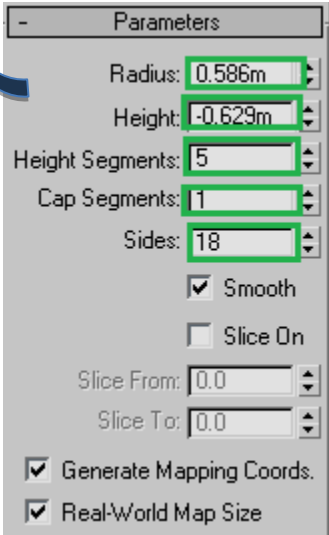 - Parameters
Radius: 0.586m
Height: -0.629m
Height Segments: 5
Cap Segments: 1
Sides: 18
Smooth
Slice On
Slice From: 0.0
Slice To: 0.0
Generate Mapping Coords.
Real-World Map Size